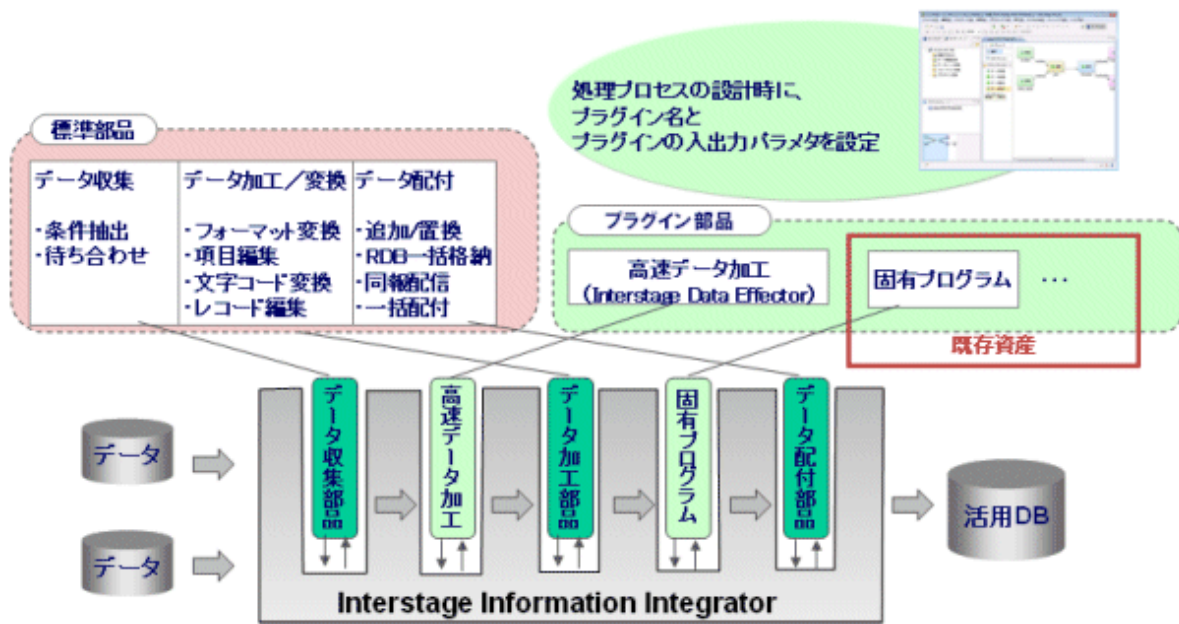 処理プロセスの設計時に、
プラグイン名と
プラグインの入出力パラメタを設定
標準部品
データ収集
・条件抽出
・待ち合わせ
データ加工／変換
・フォーマット変換
・項目編集
・文字コード変換
・レコード編集
データ配付
・追加/置換
・RDB一括格納
・同報配信
・一括配付
プラグイン部品
高速データ加工
（Interstage Data Effector）
固有プログラム
・・・
既存資産
データ
データ
データ収集部品
高速データ加工
データ加工部品
固有プログラム
データ配付部品
活用DB
Interstage Information Integrator